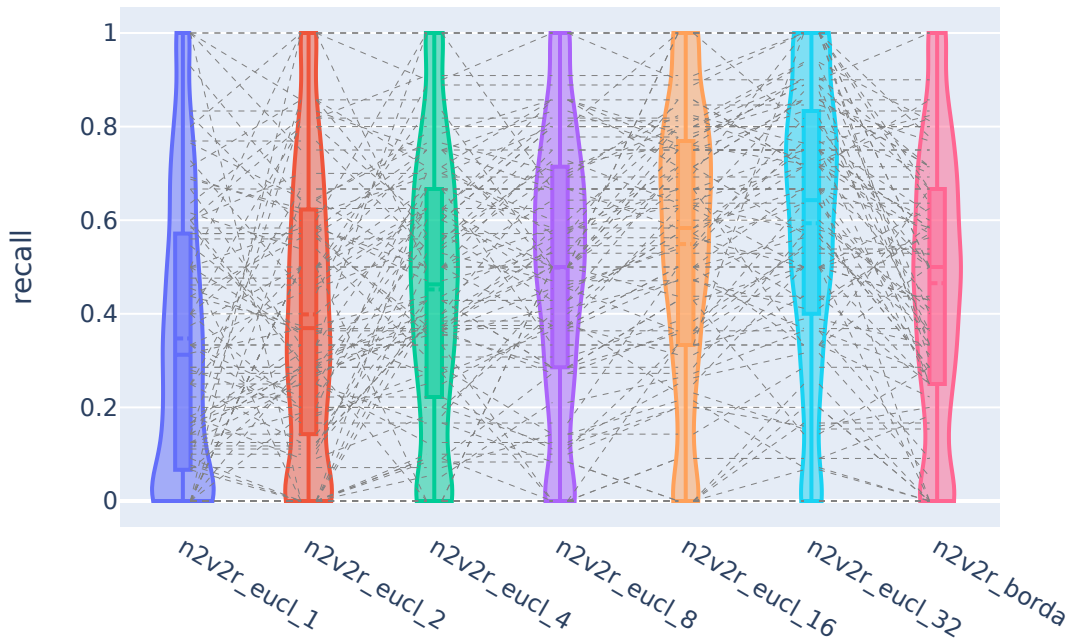 recall
1
0.8
0.6
0.4
0.2
0
n2v2r_eucl_1
n2v2r_eucl_2
n2v2r_eucl_4
n2v2r_eucl_8
n2v2r_eucl_16
n2v2r_eucl_32
n2v2r_borda